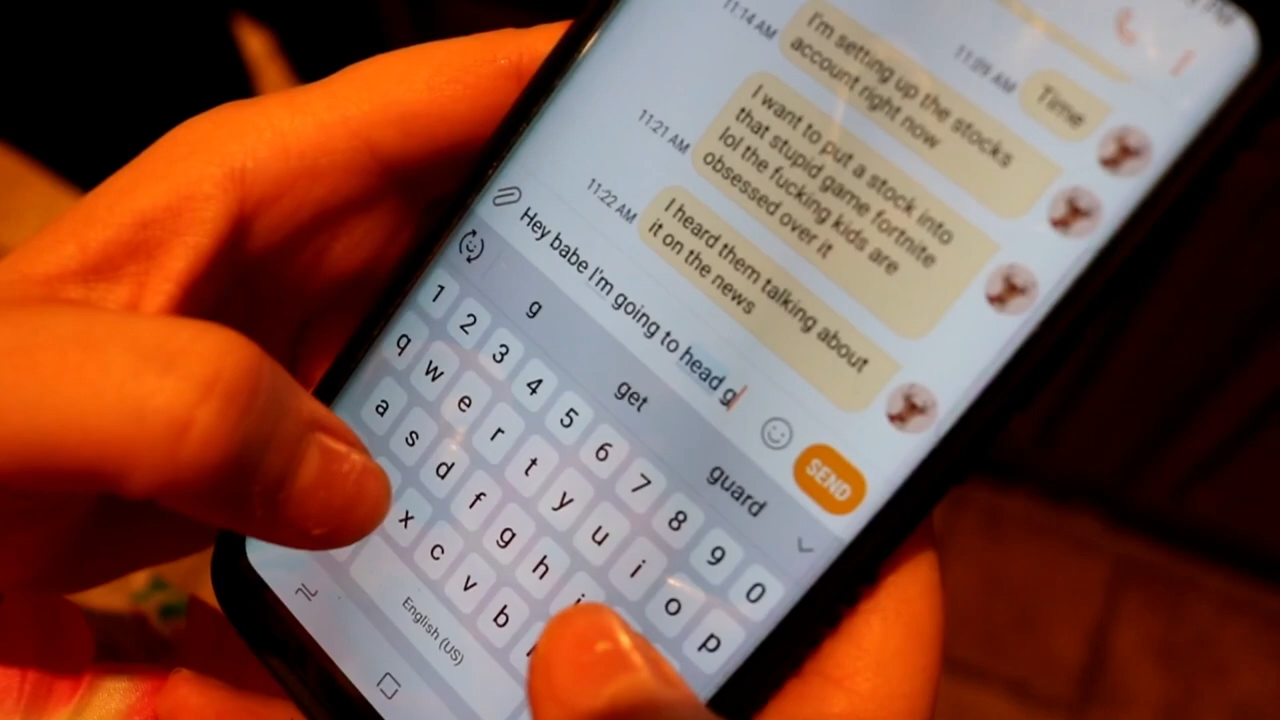 11:09 AM
Time
11:14 AM
I'm setting up the stocks
account right now
11:21 AM
I want to put a stock into
that stupid game fortnite
lol the fucking kids are
obsessed over it
11:22 AM
I heard them talking about
it on the news
Hey babe I'm going to head g
SEND
g get guard
1 2 3 4 5 6 7 8 9 0
q w e r t y u i o p
a s d f g h j
x c v b
English (US)